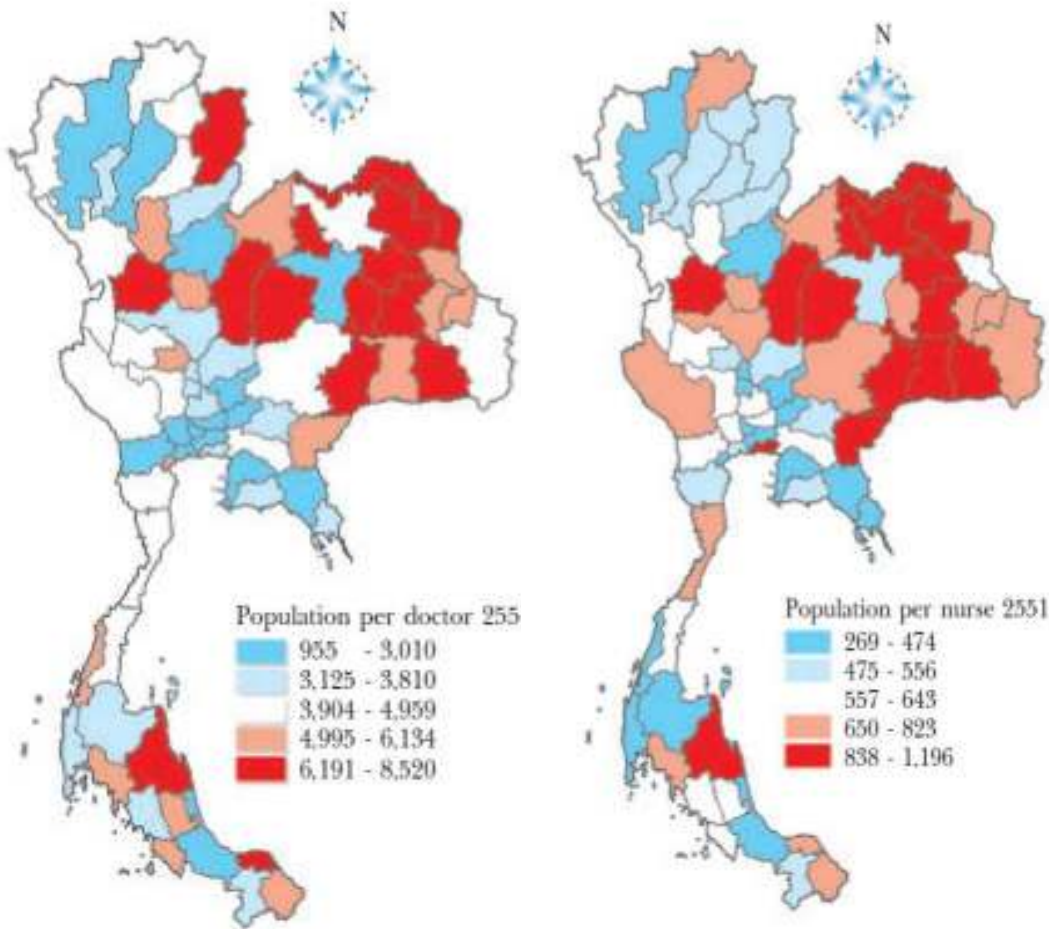 N
Population per doctor 255
955 - 3,010
3,125 - 3,810
3,904 - 4,959
4,995 - 6,134
6,191 - 8,520
N
Population per nurse 2551
269 - 474
475 - 556
557 - 643
650 - 823
838 - 1,196